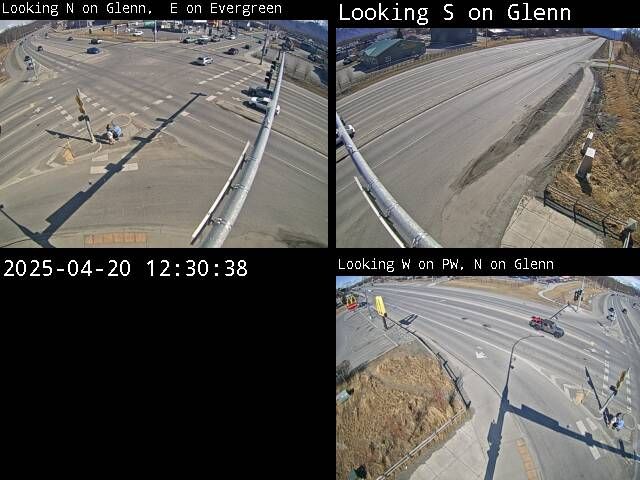 Looking N on Glenn,  E on Evergreen
Looking S on Glenn
2025-04-20 12:30:38
Looking W on PW, N on Glenn